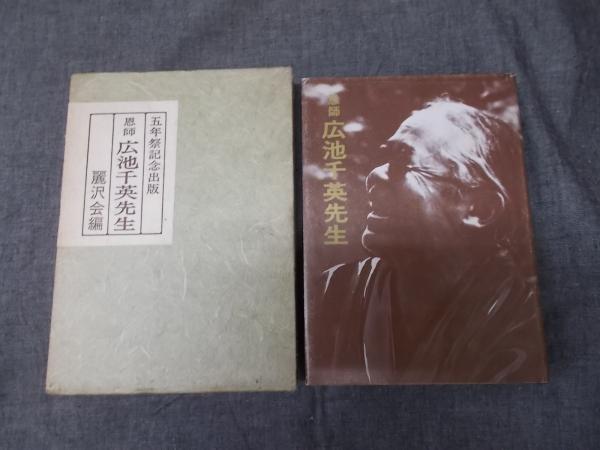 五年祭記念出版
恩師 広池千英先生
麗沢会編
恩師 広池千英先生